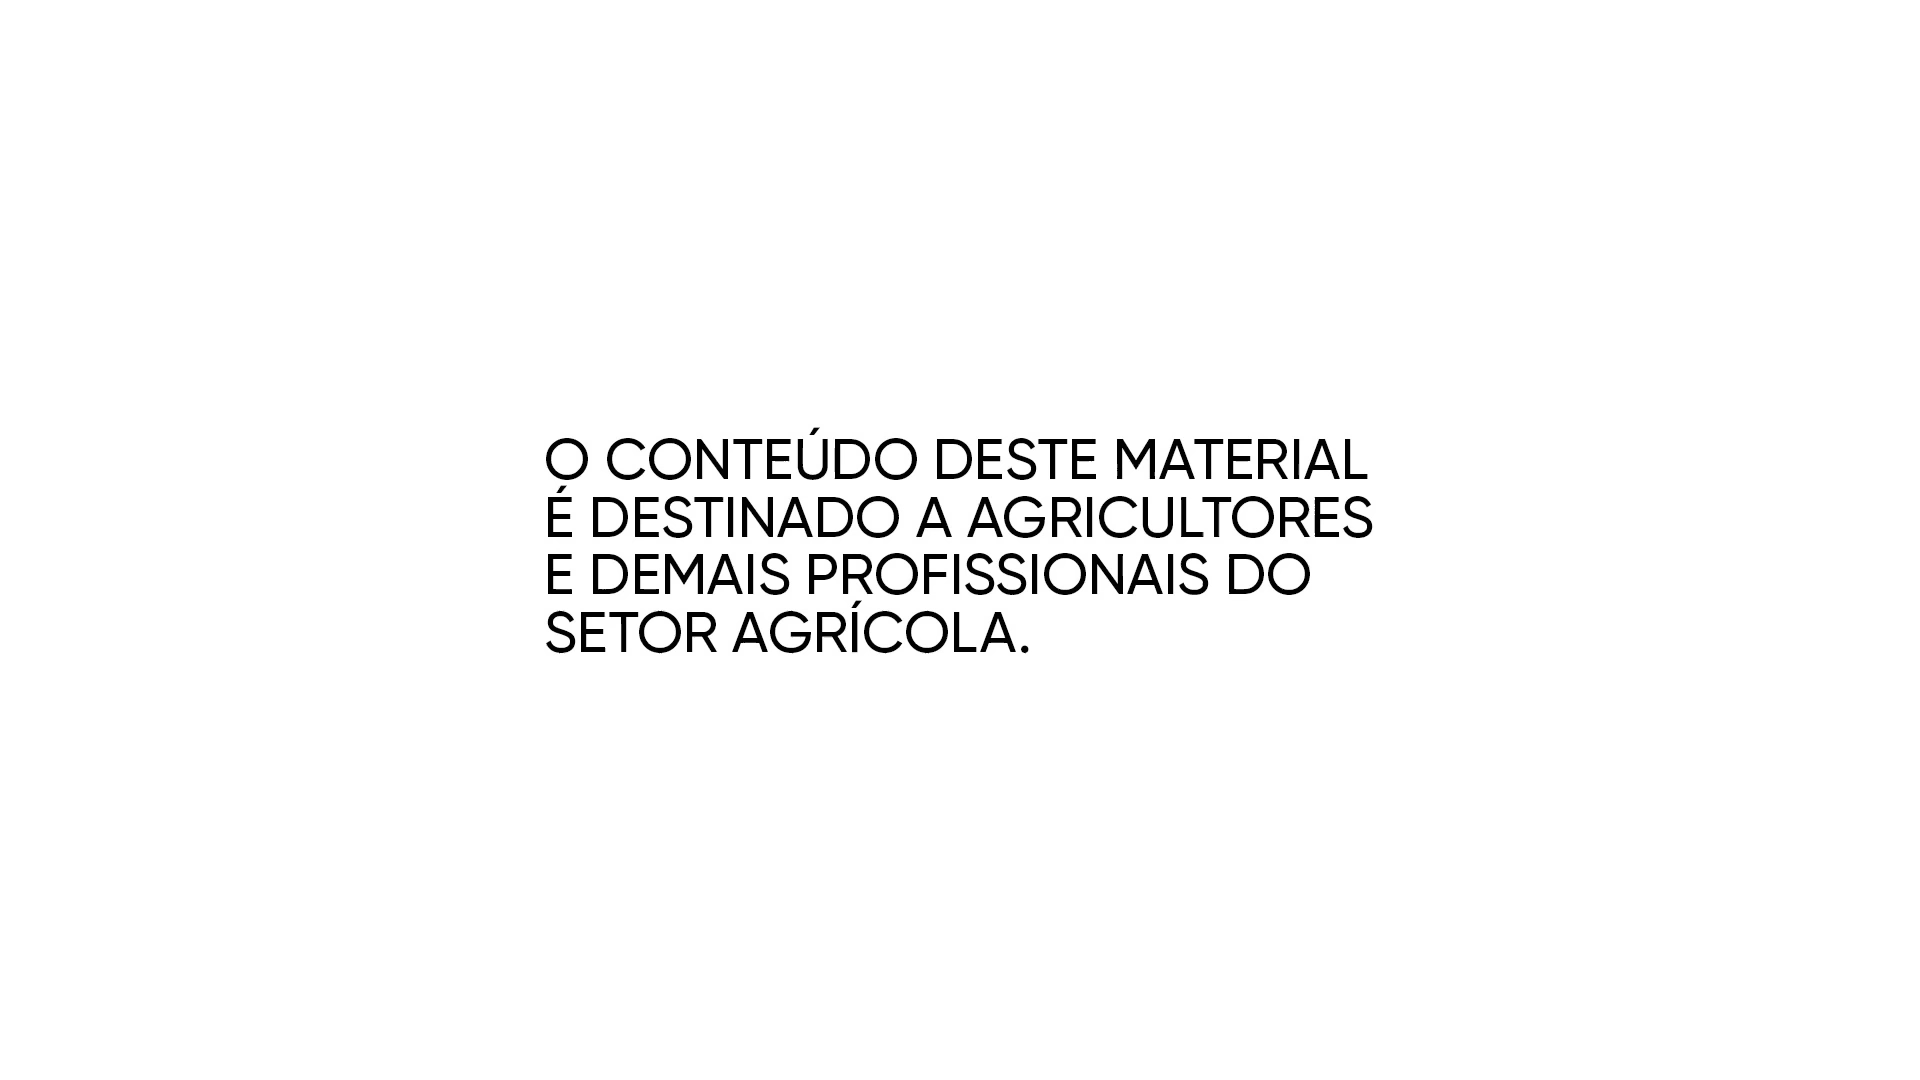 O CONTEÚDO DESTE MATERIAL
É DESTINADO A AGRICULTORES
E DEMAIS PROFISSIONAIS DO
SETOR AGRÍCOLA.